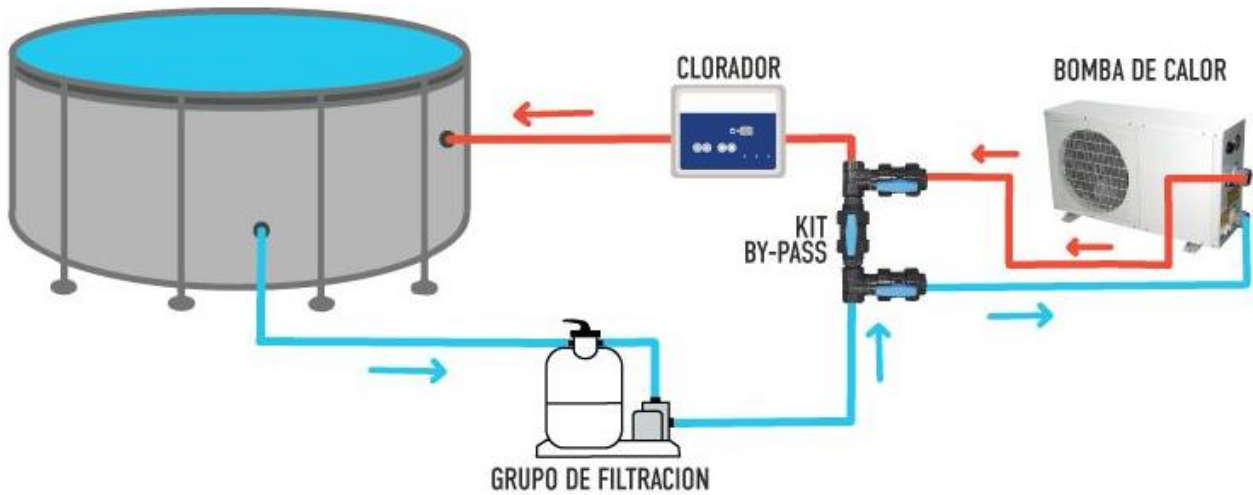 CLORADOR
BOMBA DE CALOR
KIT
BY-PASS
GRUPO DE FILTRACION